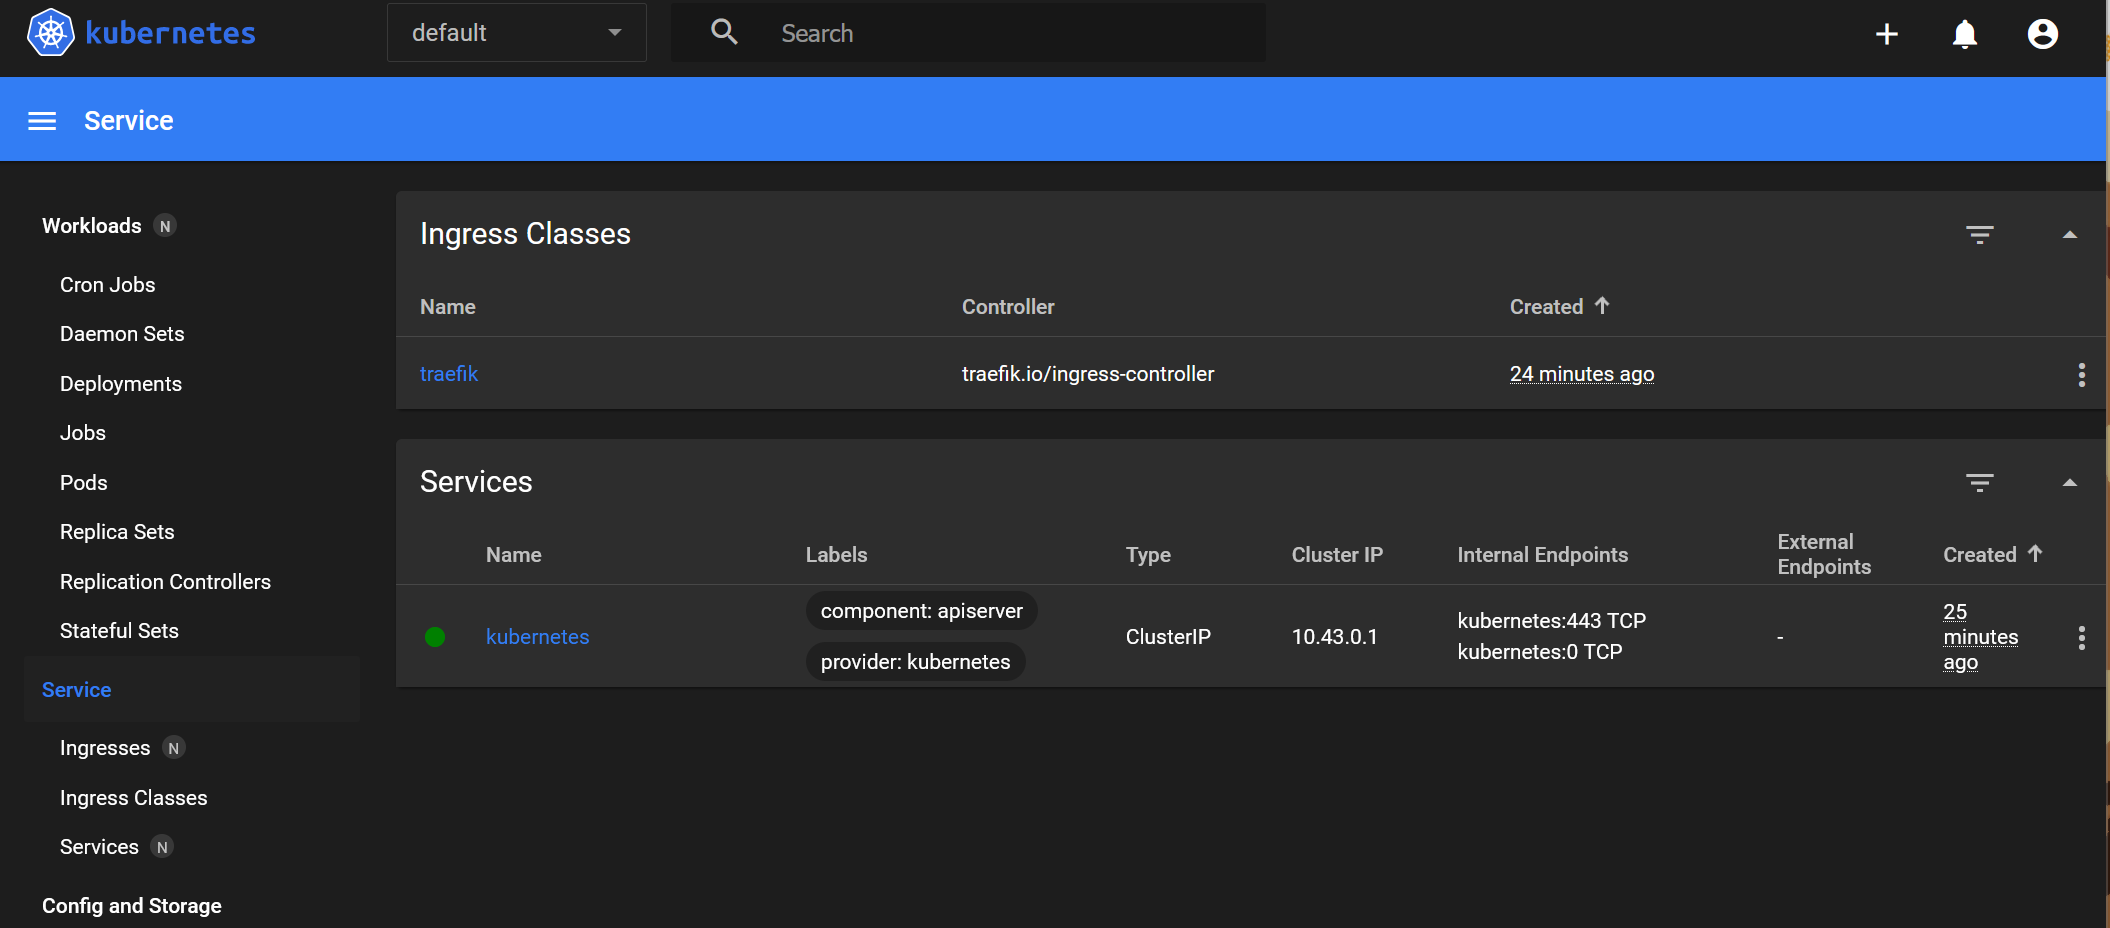 kubernetes
default
Search
Service
Workloads N
Cron Jobs
Daemon Sets
Deployments
Jobs
Pods
Replica Sets
Replication Controllers
Stateful Sets
Service
Ingresses N
Ingress Classes
Services N
Config and Storage
Ingress Classes
Name Controller Created
traefik traefik.io/ingress-controller 24 minutes ago
Services
Name Labels Type Cluster IP Internal Endpoints External Endpoints Created
component: apiserver
provider: kubernetes
kubernetes ClusterIP 10.43.0.1
kubernetes:443 TCP
kubernetes:0 TCP
-
25
minutes
ago